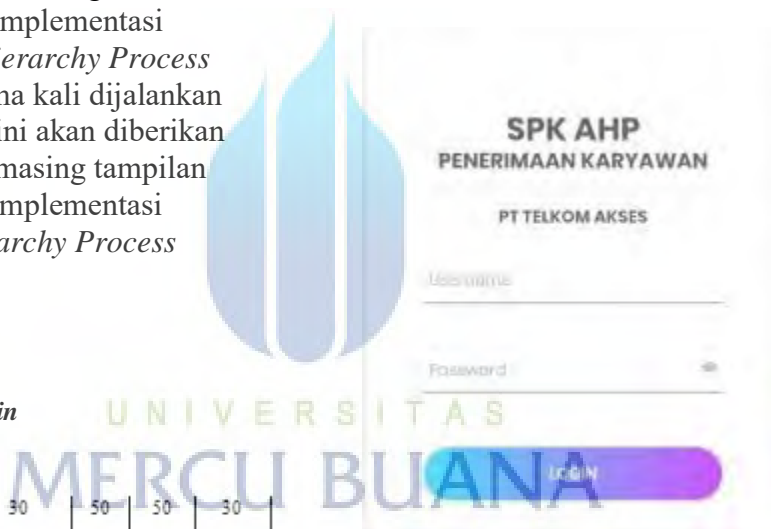 mplementasi
erarchy Process
na kali dijalankan
ini akan diberikan
masing tampilan
mplementasi
archy Process
in
30 50 50 30
SPK AHP
PENERIMAAN KARYAWAN
PT TELKOM AKSES
Username
Password
LOGIN
UNIVERSITAS
MERCU BUANA